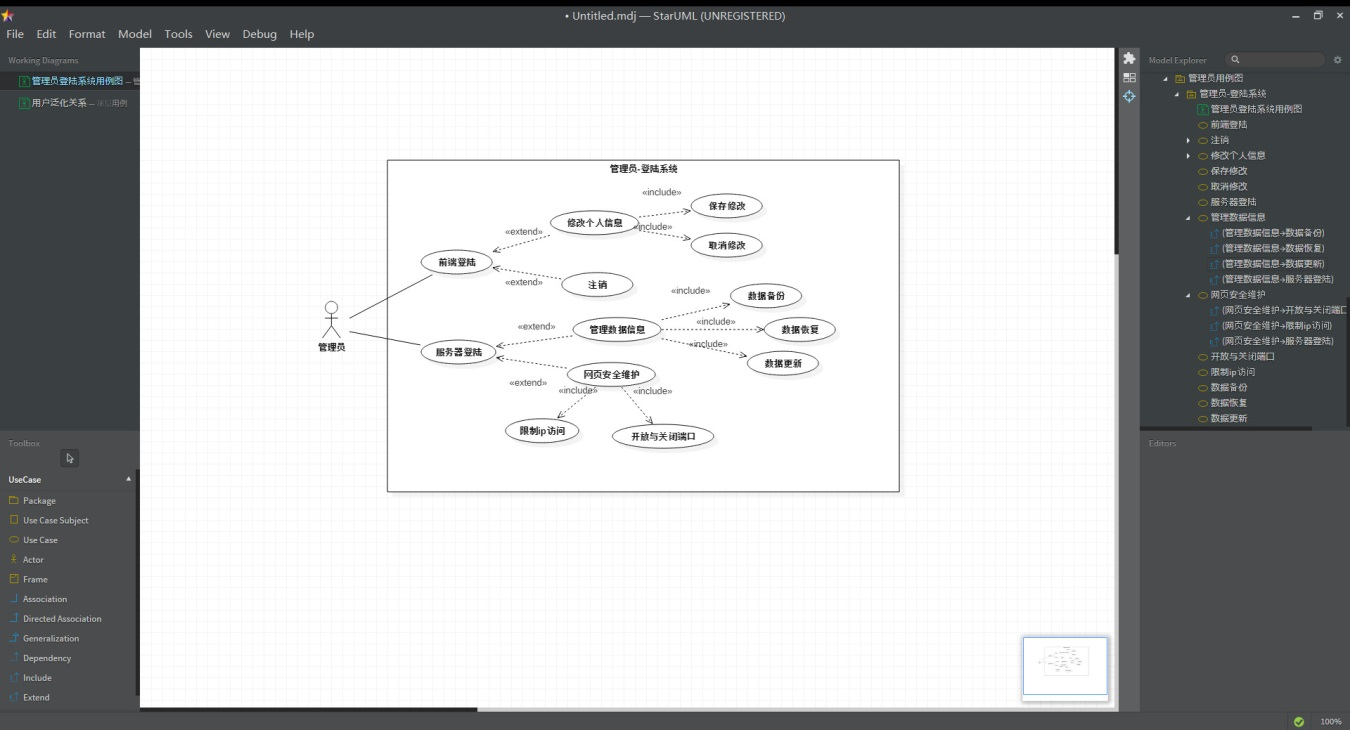 • Untitled.mdj — StarUML (UNREGISTERED)
File Edit Format Model Tools View Debug Help
Working Diagrams
管理员登陆系统用例图 — 管
用户泛化关系
Toolbox
UseCase
Package
Use Case Subject
Use Case
Actor
Frame
Association
Directed Association
Generalization
Dependency
Include
Extend
管理员-登陆系统
«include»
保存修改
修改个人信息
«include»
«extend»
取消修改
前端登陆
«extend»
注销
«include»
数据备份
管理员
«extend»
管理数据信息
«include»
数据恢复
服务器登陆
«include»
数据更新
网页安全维护
«extend»
«include»
«include»
限制ip访问
开放与关闭端口
Model Explorer
管理员用例图
管理员-登陆系统
管理员登陆系统用例图
前端登陆
注销
修改个人信息
保存修改
取消修改
服务器登陆
管理数据信息
(管理数据信息→数据备份)
(管理数据信息→数据恢复)
(管理数据信息→数据更新)
(管理数据信息→服务器登陆)
网页安全维护
(网页安全维护→开放与关闭端口
(网页安全维护→限制ip访问)
(网页安全维护→服务器登陆)
开放与关闭端口
限制ip访问
数据备份
数据恢复
数据更新
Editors
100%